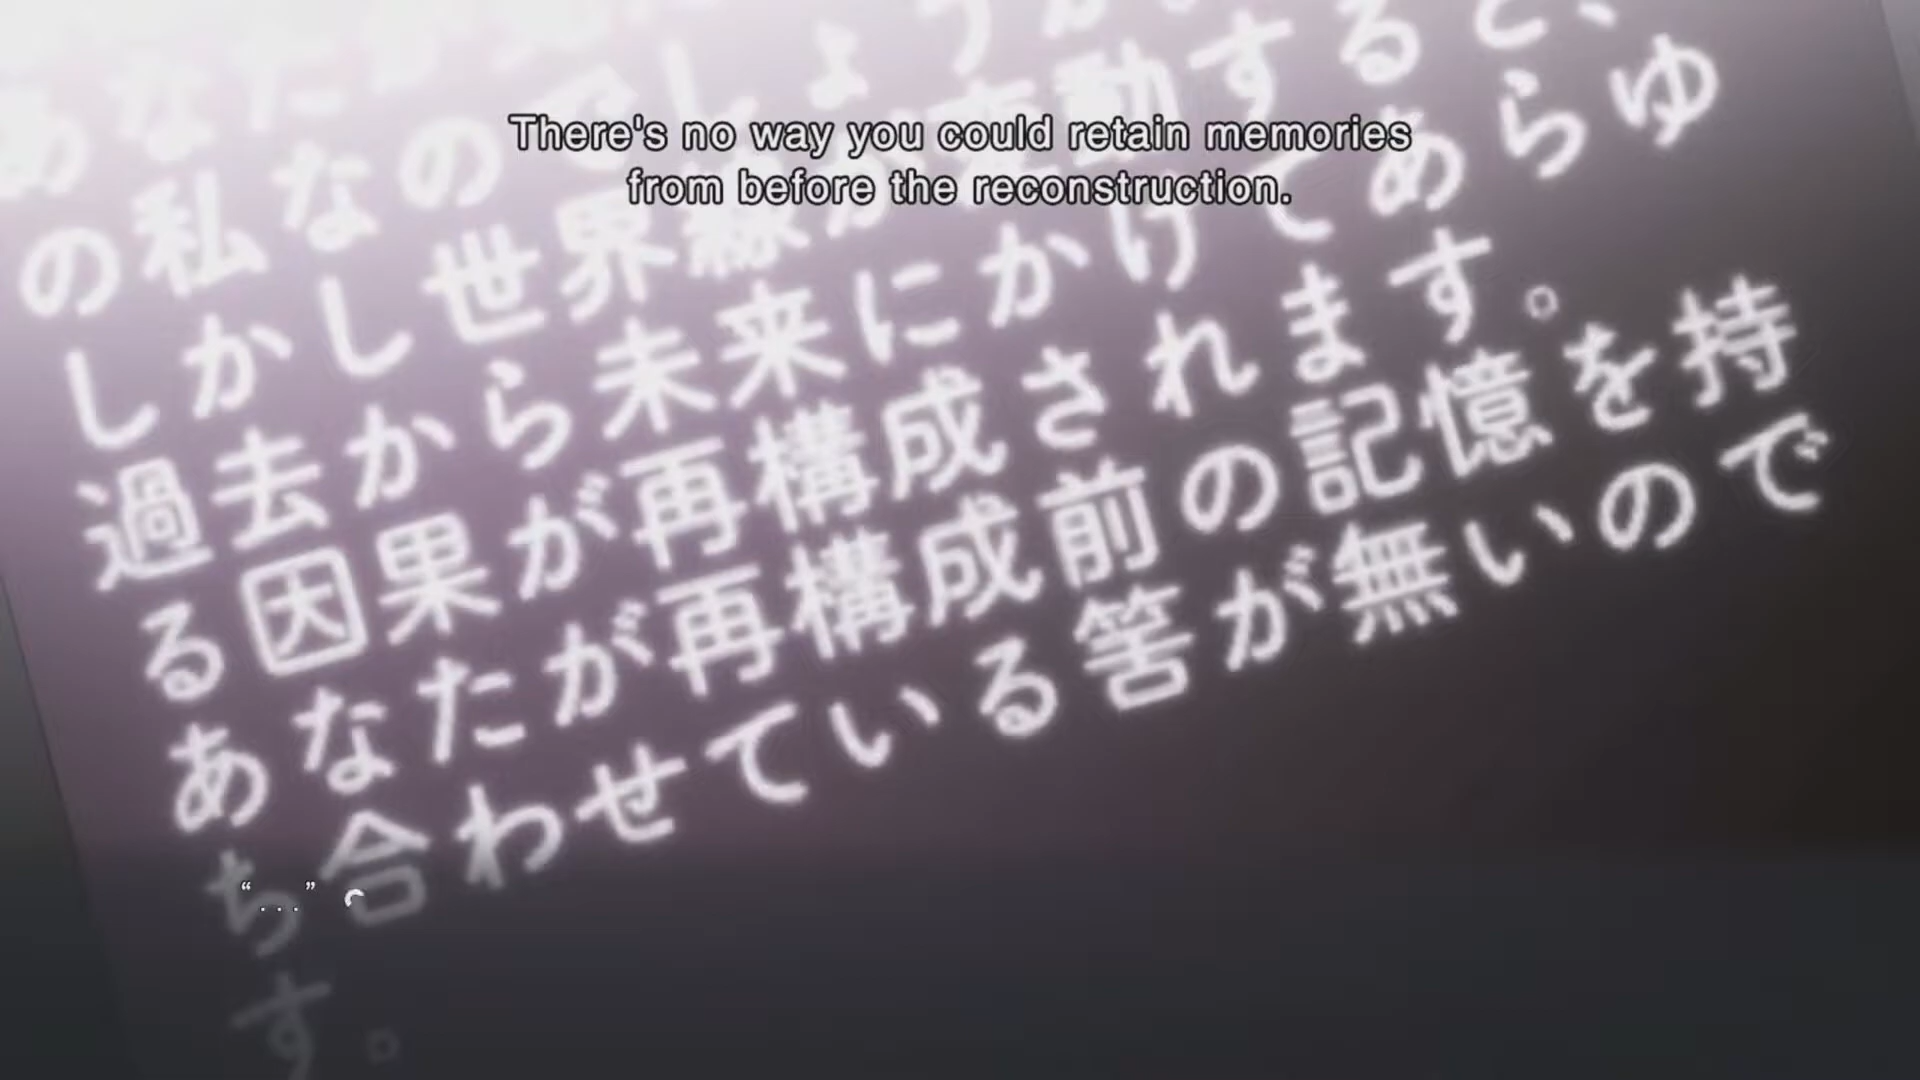 There's no way you could retain memories
from before the reconstruction.
の私なのでしょうか。
しかし世界線が変動すると、
過去から未来にかけてあらゆ
る因果が再構成されます。
あなたが再構成前の記憶を持
ち合わせている筈が無いので
す。
“...”